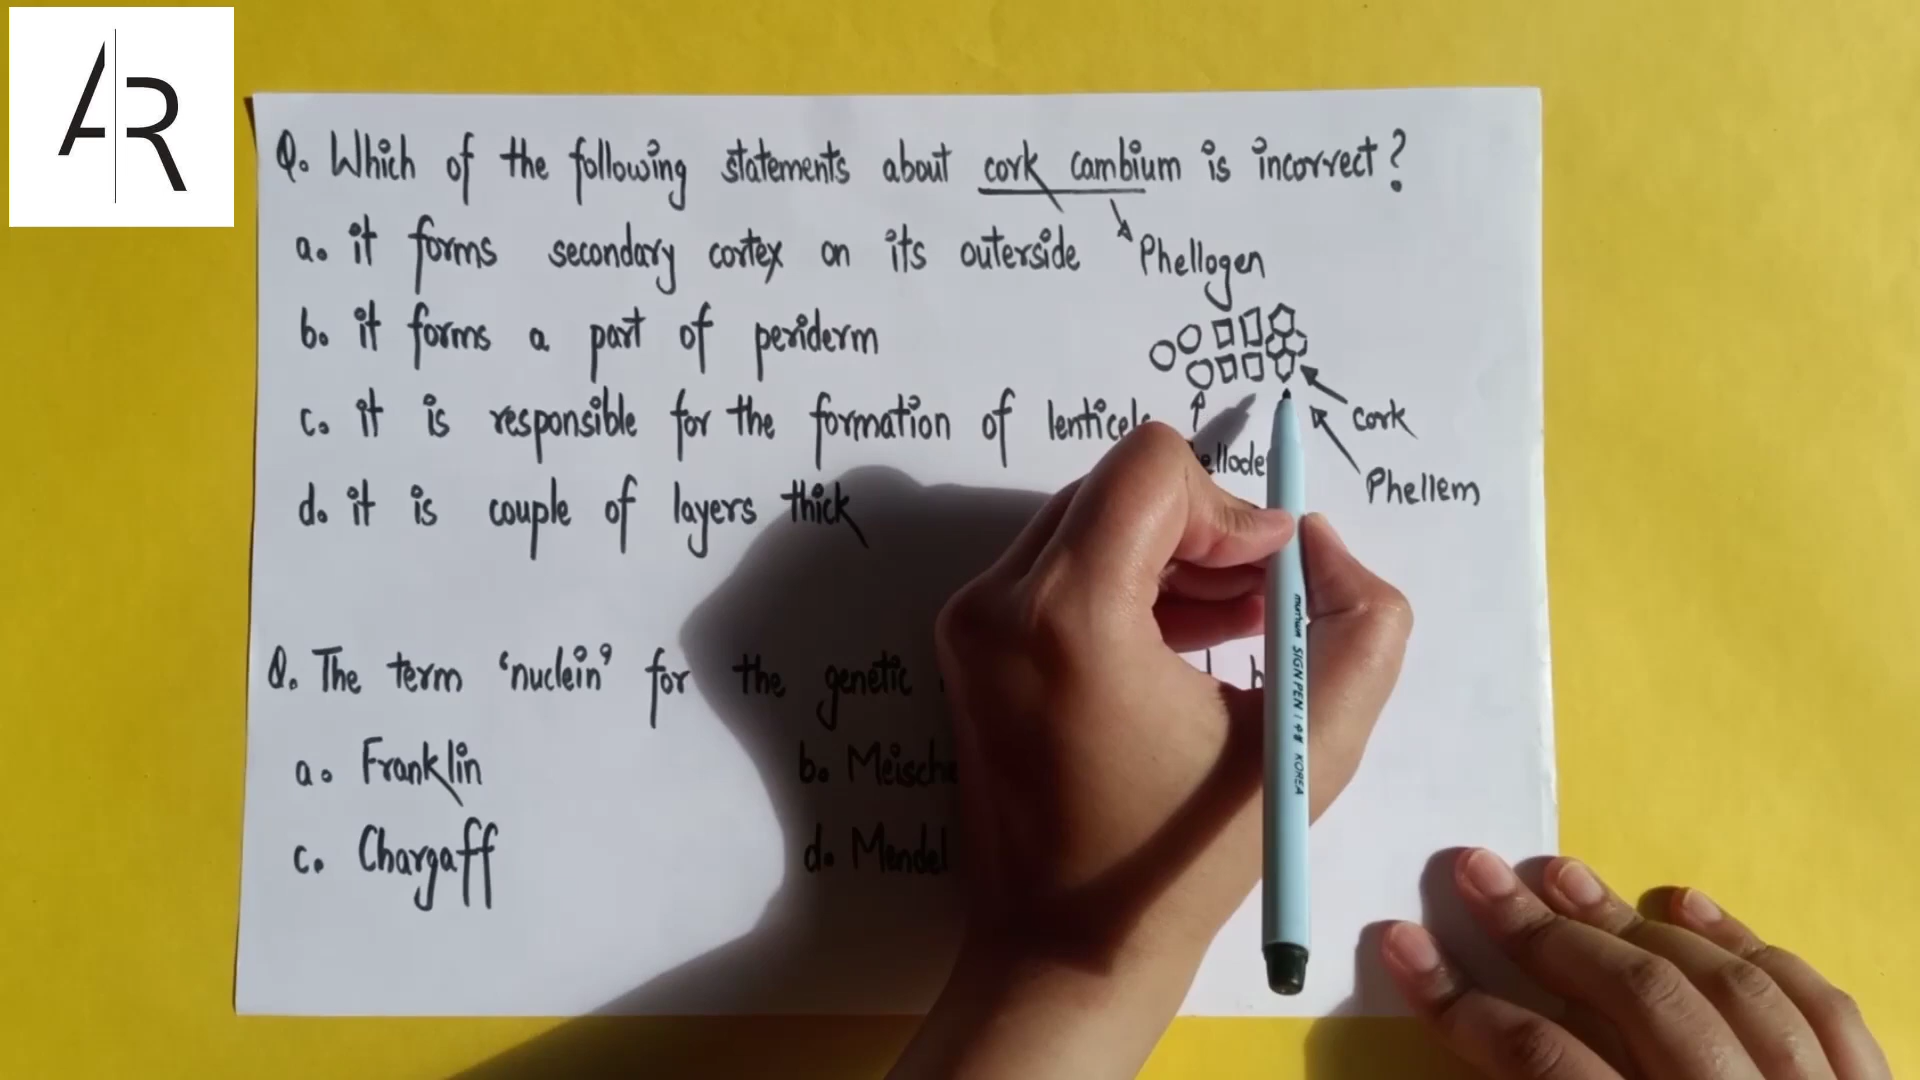 AR
Q. Which of the following statements about cork cambium is incorrect?
a. it forms secondary cortex on its outerside
Phellogen
b. it forms a part of periderm
c. it is responsible for the formation of lenticels
cork
Phellem
d. it is couple of layers thick
Q. The term 'nuclein' for the genetic
a. Franklin
c. Chargaff
d. Mendel
munhwa SIGN PEN KOREA